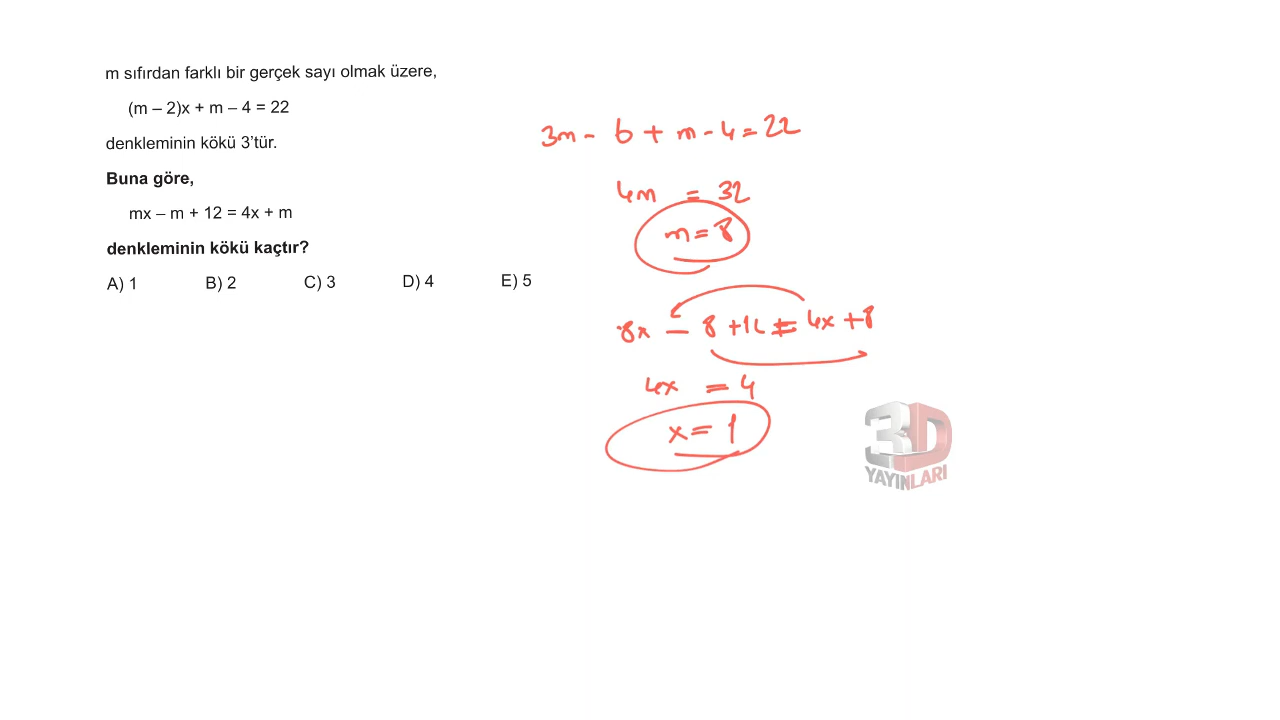 m sıfırdan farklı bir gerçek sayı olmak üzere,
(m – 2)x + m – 4 = 22
denkleminin kökü 3'tür.
Buna göre,
mx – m + 12 = 4x + m
denkleminin kökü kaçtır?
A) 1 B) 2 C) 3 D) 4 E) 5
3m - 6 + m - 4 = 22
4m = 32
m = 8
8x - 8 + 12 = 4x + 8
4x = 4
x = 1
3D
YAYINLARI